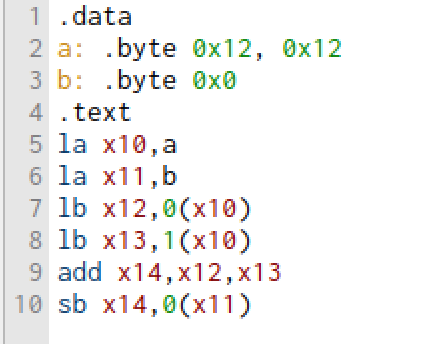 1 .data
2 a: .byte 0x12, 0x12
3 b: .byte 0x0
4 .text
5 la x10,a
6 la x11,b
7 lb x12,0(x10)
8 lb x13,1(x10)
9 add x14,x12,x13
10 sb x14,0(x11)